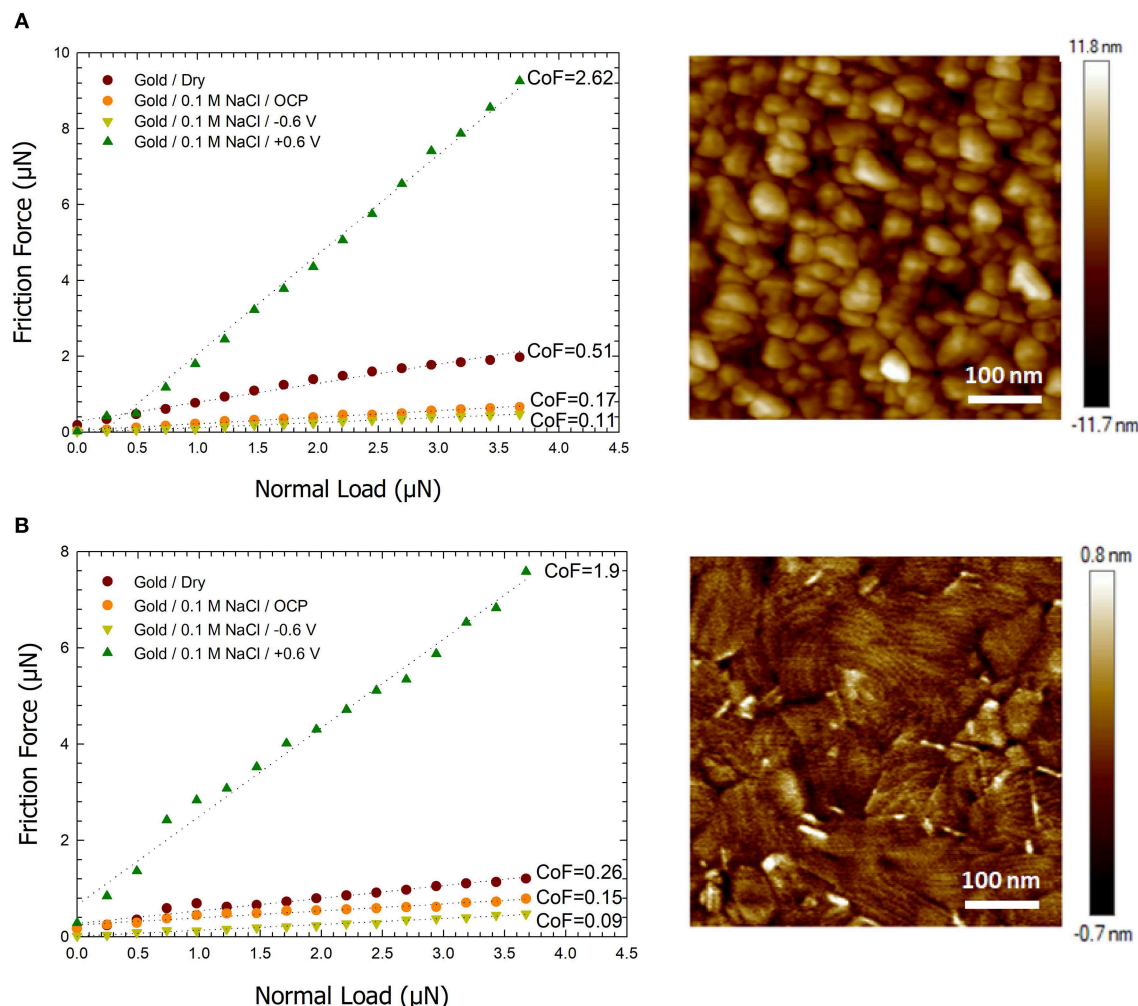 A
10
8
6
4
2
0
Friction Force (µN)
Gold / Dry
Gold / 0.1 M NaCl / OCP
Gold / 0.1 M NaCl / -0.6 V
Gold / 0.1 M NaCl / +0.6 V
CoF=2.62
CoF=0.51
CoF=0.17
CoF=0.11
0.0 0.5 1.0 1.5 2.0 2.5 3.0 3.5 4.0 4.5
Normal Load (µN)
11.8 nm
100 nm
-11.7 nm
B
8
6
4
2
0
Friction Force (µN)
Gold / Dry
Gold / 0.1 M NaCl / OCP
Gold / 0.1 M NaCl / -0.6 V
Gold / 0.1 M NaCl / +0.6 V
CoF=1.9
CoF=0.26
CoF=0.15
CoF=0.09
0.0 0.5 1.0 1.5 2.0 2.5 3.0 3.5 4.0 4.5
Normal Load (µN)
0.8 nm
100 nm
-0.7 nm